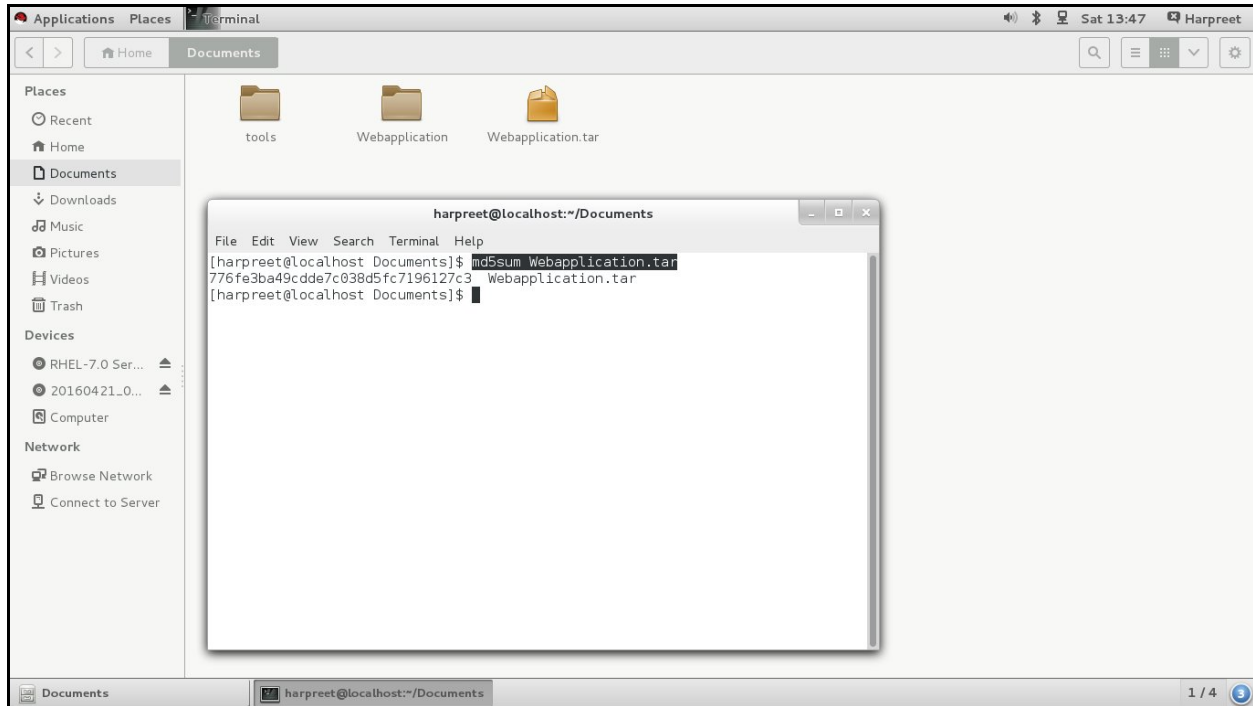 Applications Places Terminal Sat 13:47 Harpreet
Home Documents
Places
Recent
Home
Documents
Downloads
Music
Pictures
Videos
Trash
Devices
RHEL-7.0 Ser...
20160421_0...
Computer
Network
Browse Network
Connect to Server
tools Webapplication Webapplication.tar
harpreet@localhost:~/Documents
File Edit View Search Terminal Help
[harpreet@localhost Documents]$ md5sum Webapplication.tar
776fe3ba49cdde7c038d5fc7196127c3 Webapplication.tar
[harpreet@localhost Documents]$
Documents harpreet@localhost:~/Documents 1 / 4 3